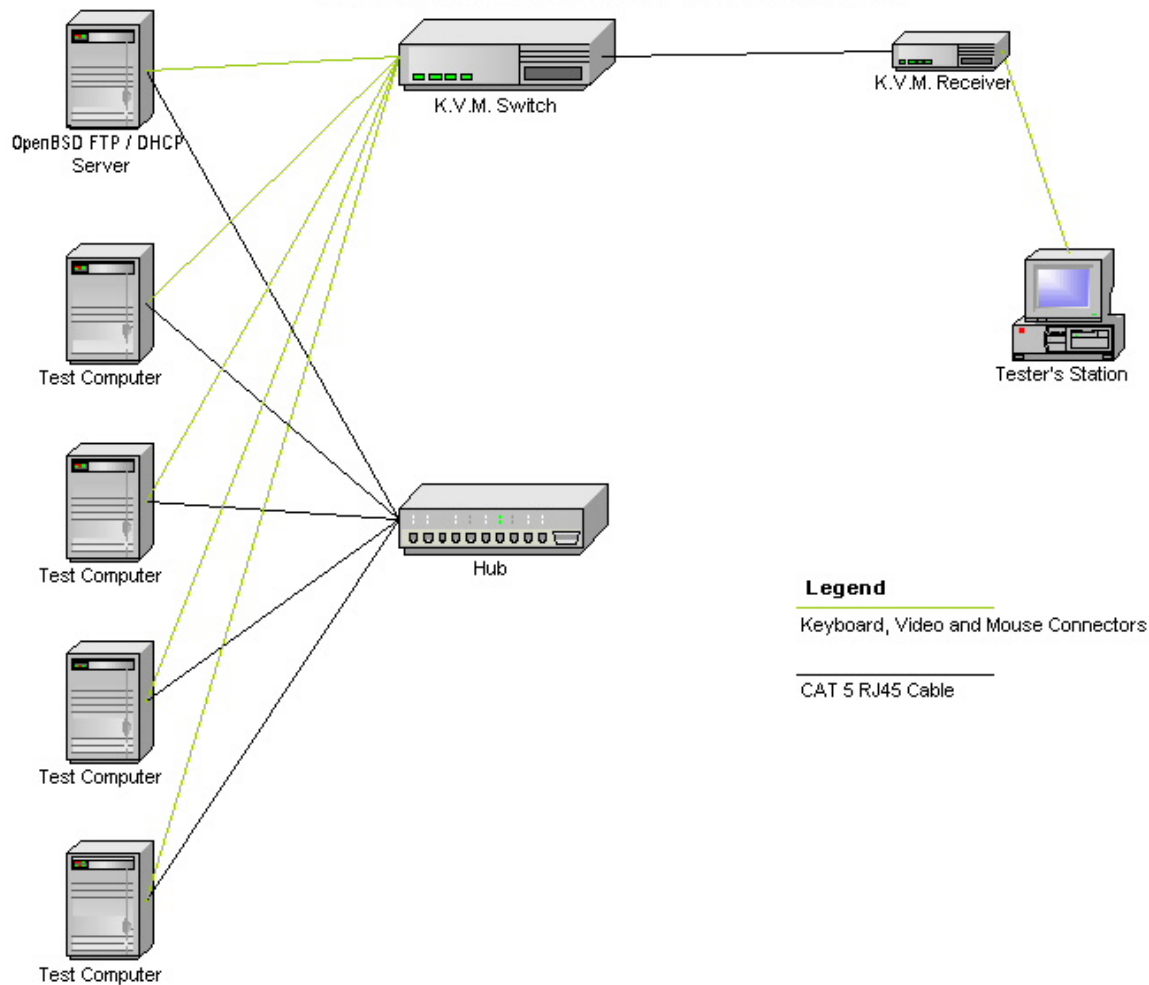 K.V.M. Switch
K.V.M. Receiver
OpenBSD FTP / DHCP
Server
Test Computer
Tester's Station
Test Computer
Hub
Legend
Keyboard, Video and Mouse Connectors
CAT 5 RJ45 Cable
Test Computer
Test Computer